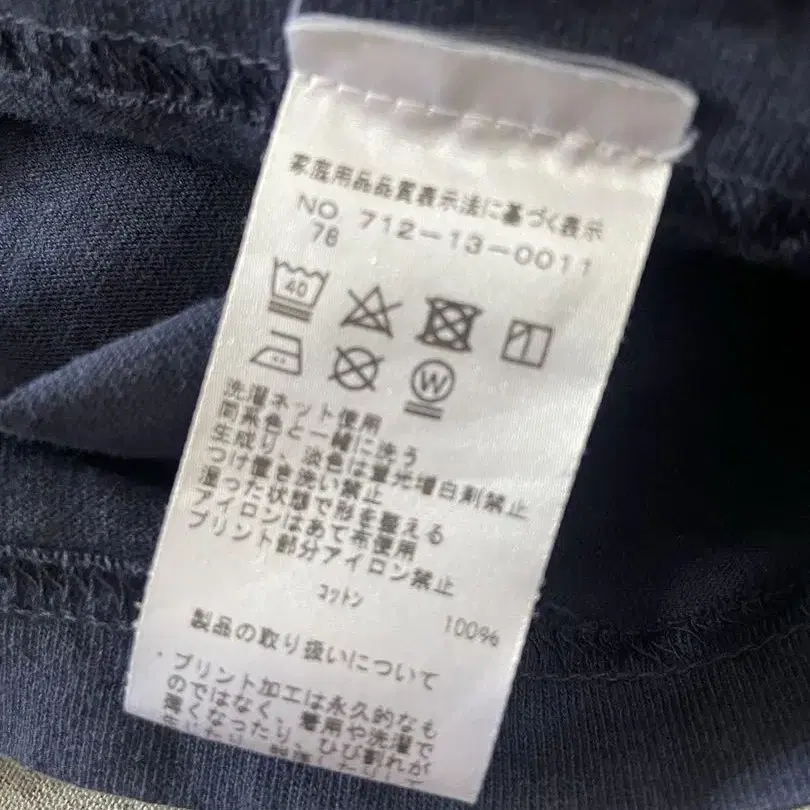 家庭用品品質表示法に基づく表示
NO 712-13-0011
78
40
W
洗濯ネット使用
同系色と一緒に洗う
生成り、淡色は蛍光増白剤禁止
つけ置き洗い禁止
湿った状態で形を整える
アイロンはあて布使用
プリント部分アイロン禁止
コットン 100%
製品の取り扱いについて
・プリント加工は永久的なも
のではなく、着用や洗濯で
薄くなったり、ひび割れが